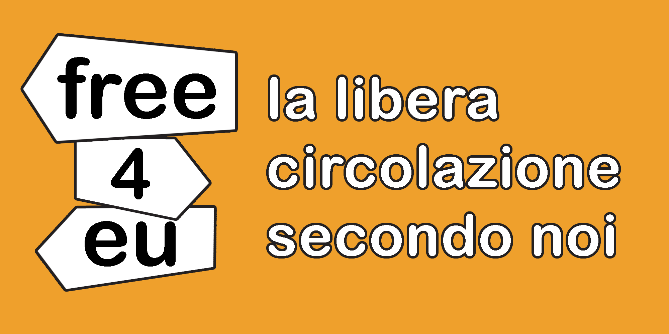 free
4
eu
la libera
circolazione
secondo noi